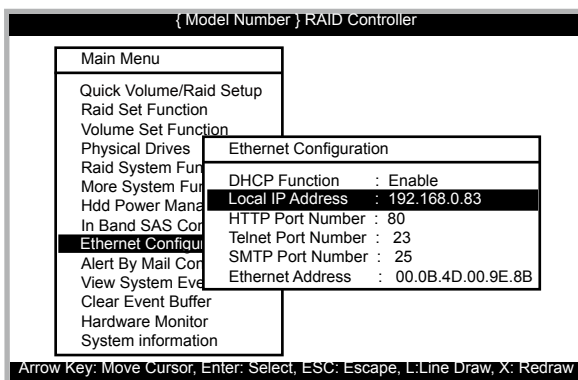 { Model Number } RAID Controller
Main Menu
Quick Volume/Raid Setup
Raid Set Function
Volume Set Function
Physical Drives
Raid System Fun
More System Fun
Hdd Power Mana
In Band SAS Con
Ethernet Configu
Alert By Mail Con
View System Eve
Clear Event Buffer
Hardware Monitor
System information
Ethernet Configuration
DHCP Function : Enable
Local IP Address : 192.168.0.83
HTTP Port Number : 80
Telnet Port Number : 23
SMTP Port Number : 25
Ethernet Address : 00.0B.4D.00.9E.8B
Arrow Key: Move Cursor, Enter: Select, ESC: Escape, L:Line Draw, X: Redraw